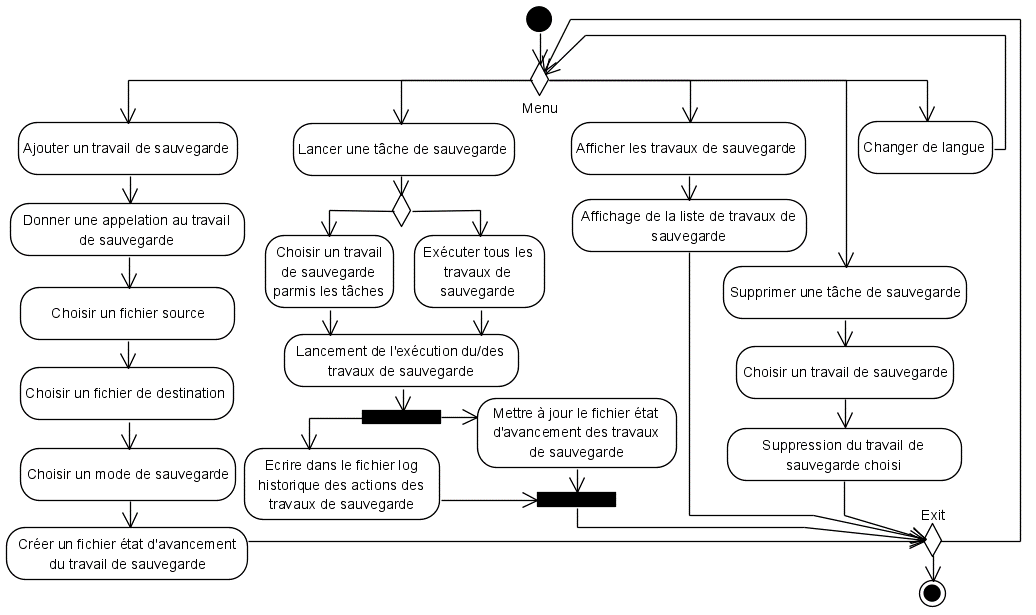 Menu
Ajouter un travail de sauvegarde
Donner une appelation au travail
de sauvegarde
Choisir un fichier source
Choisir un fichier de destination
Choisir un mode de sauvegarde
Créer un fichier état d'avancement
du travail de sauvegarde
Lancer une tâche de sauvegarde
Choisir un travail
de sauvegarde
parmis les tâches
Exécuter tous les
travaux de
sauvegarde
Lancement de l'exécution du/des
travaux de sauvegarde
Ecrire dans le fichier log
historique des actions des
travaux de sauvegarde
Mettre à jour le fichier état
d'avancement des travaux
de sauvegarde
Afficher les travaux de sauvegarde
Affichage de la liste de travaux de
sauvegarde
Supprimer une tâche de sauvegarde
Choisir un travail de sauvegarde
Suppression du travail de
sauvegarde choisi
Changer de langue
Exit